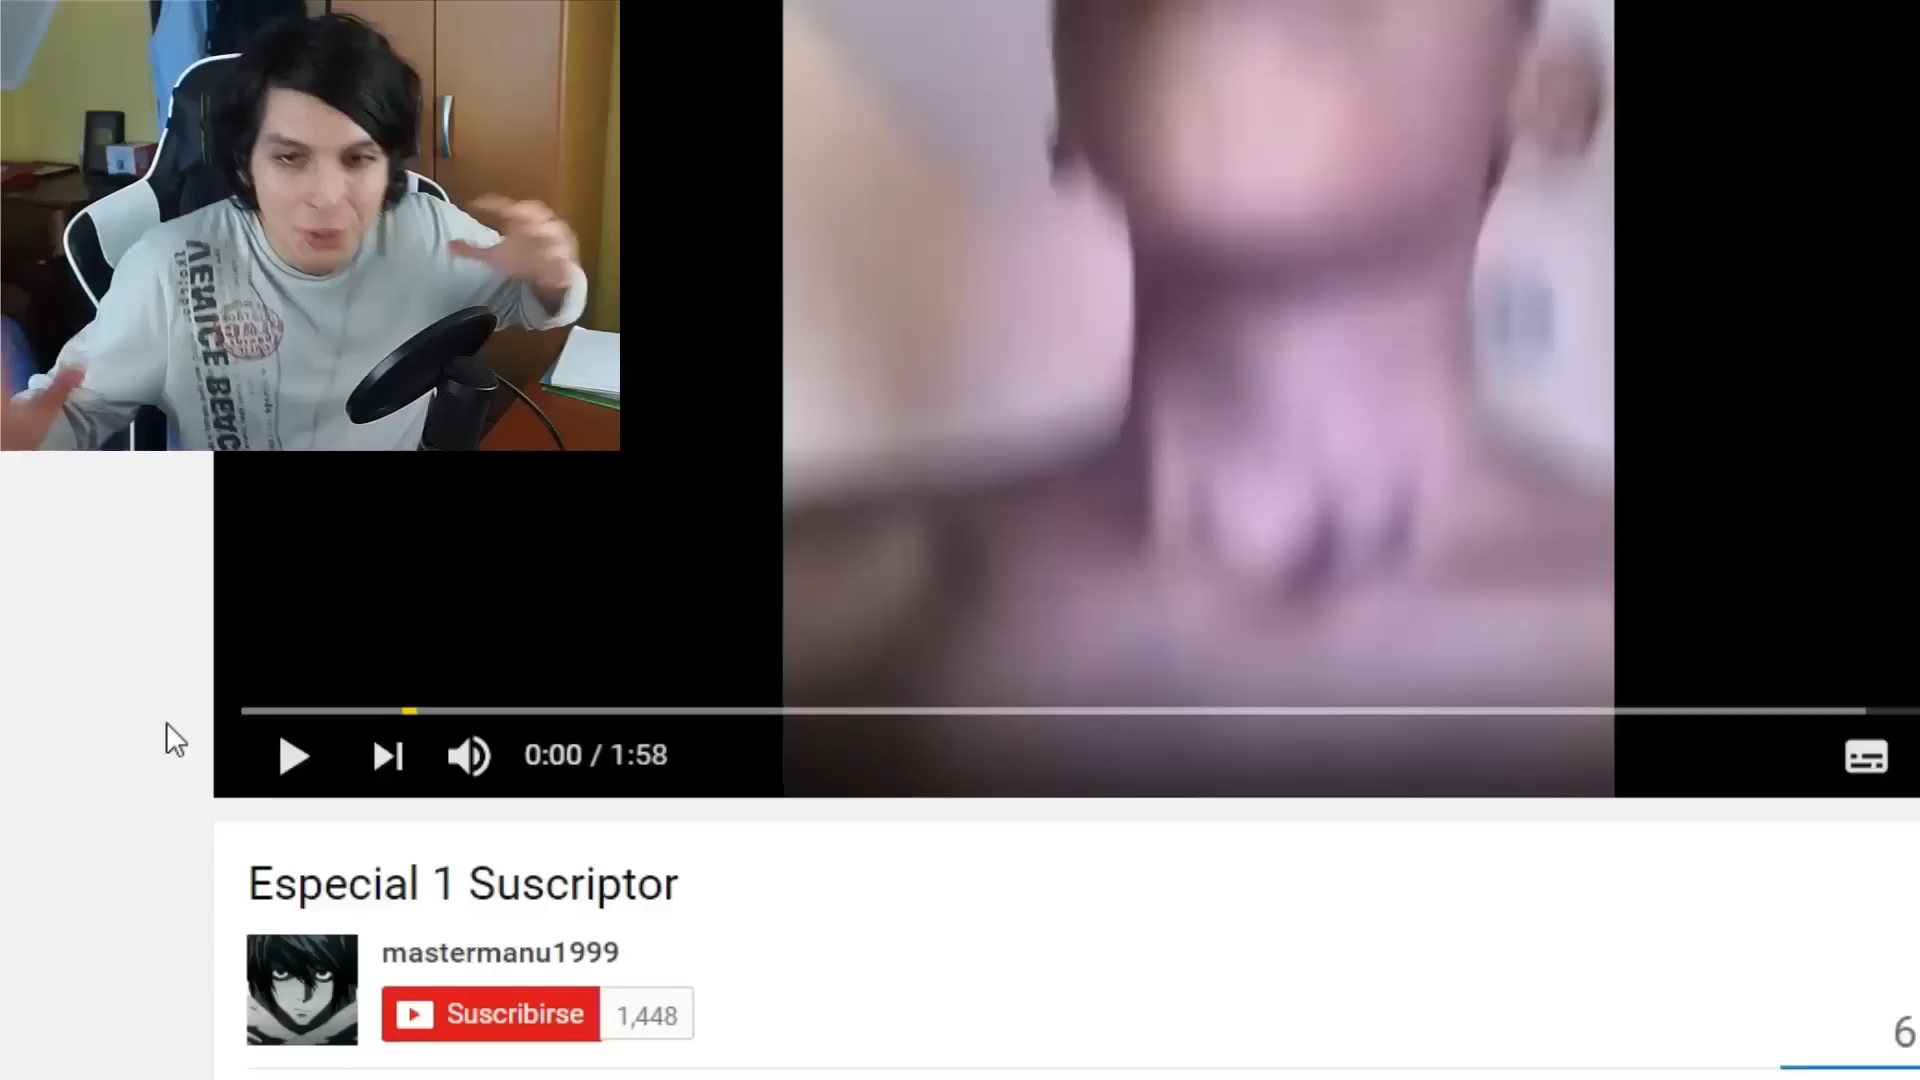 0:00 / 1:58
Especial 1 Suscriptor
mastermanu1999
Suscribirse 1,448
6